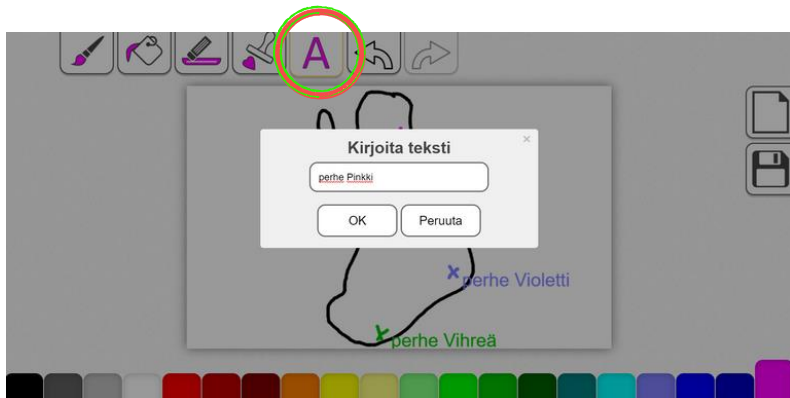 A
Kirjoita teksti
×
perhe Pinkki
OK
Peruuta
perhe Violetti
perhe Vihreä